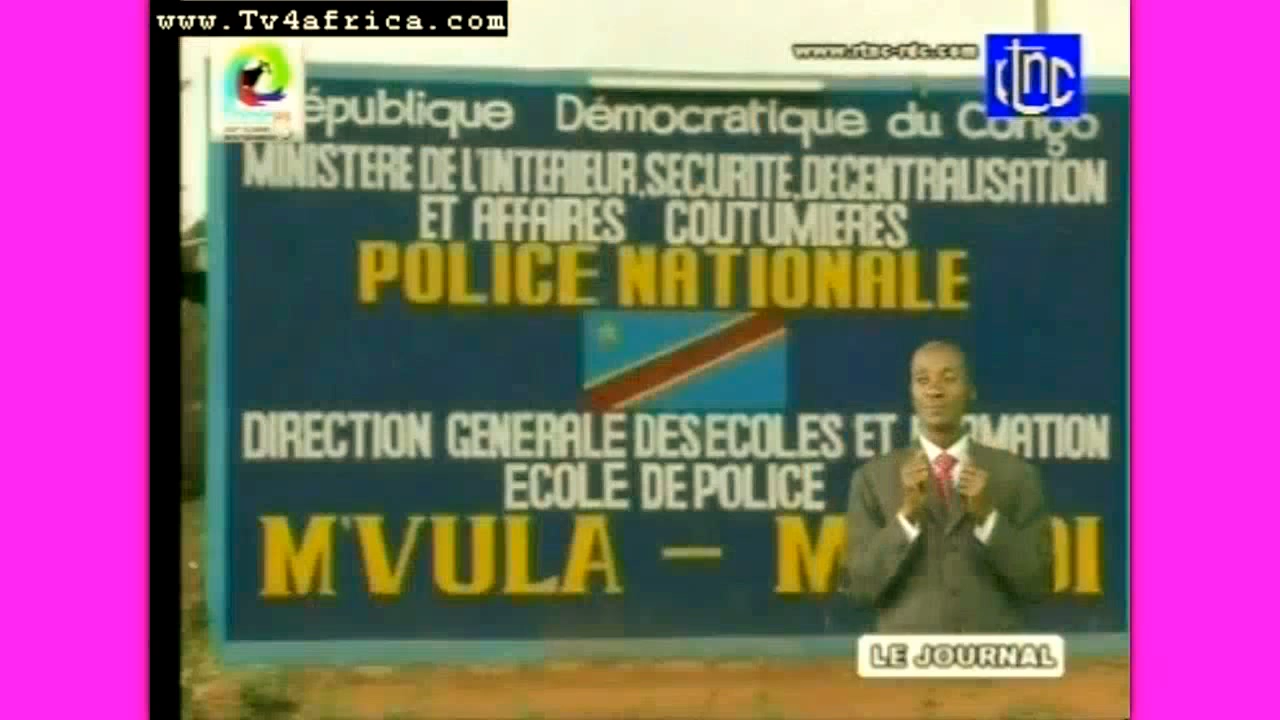 www.Tv4africa.com
www.rtnc-rdc.com
rtnc
République Démocratique du Congo
MINISTERE DE L'INTERIEUR, SECURITE, DECENTRALISATION
ET AFFAIRES COUTUMIERES
POLICE NATIONALE
DIRECTION GENERALE DES ECOLES ET
ECOLE DE POLICE
M'VULA –
LE JOURNAL